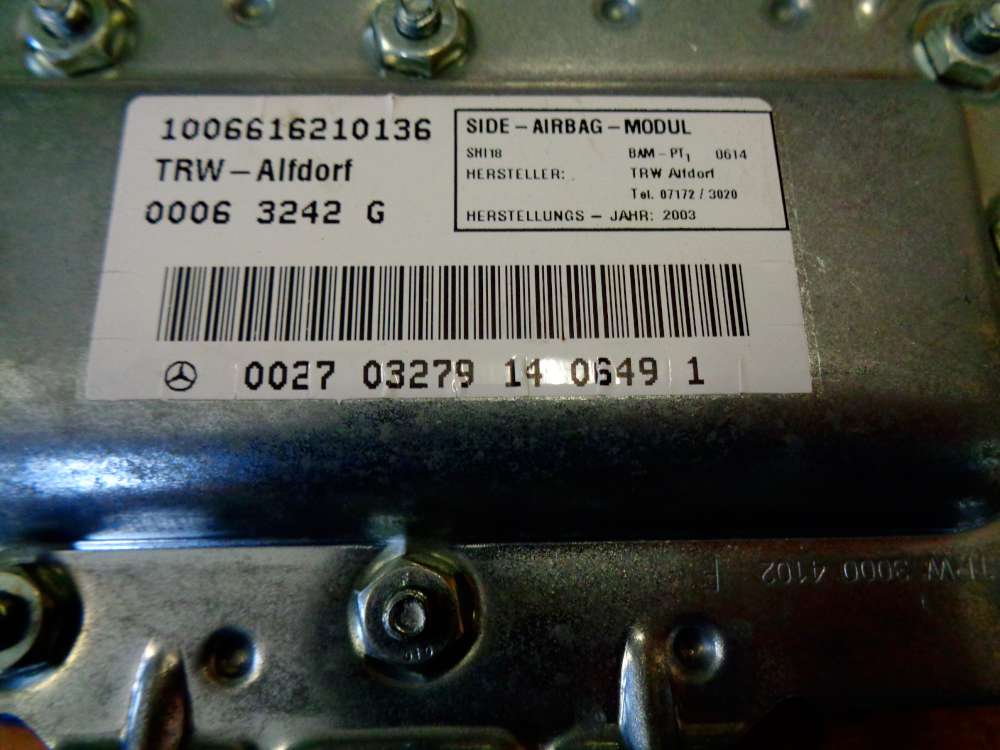 1006616210136
TRW-Alfdorf
0006 3242 G
SIDE-AIRBAG-MODUL
SHI18 BAM-PT1 0614
HERSTELLER: TRW Alfdorf
Tel. 07172 / 3020
HERSTELLUNGS - JAHR: 2003
0027 03279 14 0649 1
TRW 3000 4102